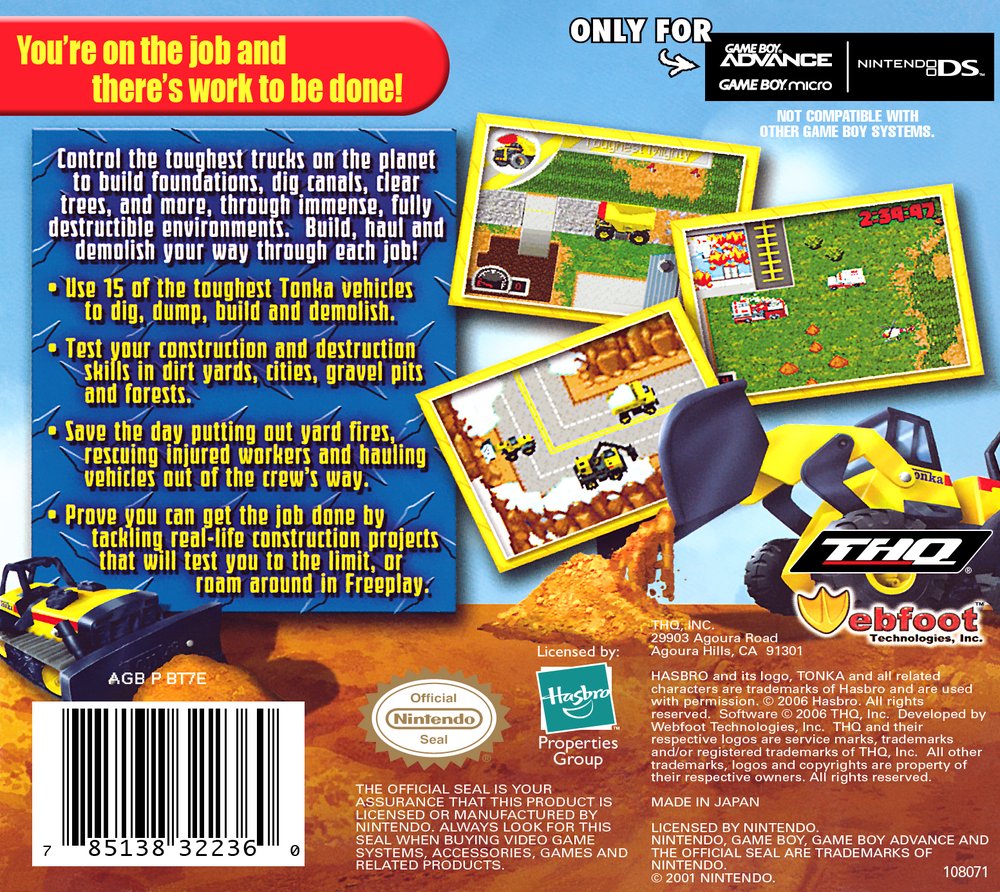 You're on the job and
there's work to be done!
ONLY FOR
GAME BOY
ADVANCE
GAME BOY micro
NINTENDO DS™
NOT COMPATIBLE WITH
OTHER GAME BOY SYSTEMS.
Control the toughest trucks on the planet
to build foundations, dig canals, clear
trees, and more, through immense, fully
destructible environments. Build, haul and
demolish your way through each job!
• Use 15 of the toughest Tonka vehicles
to dig, dump, build and demolish.
• Test your construction and destruction
skills in dirt yards, cities, gravel pits
and forests.
• Save the day putting out yard fires,
rescuing injured workers and hauling
vehicles out of the crew's way.
• Prove you can get the job done by
tackling real-life construction projects
that will test you to the limit, or
roam around in Freeplay.
Toughest Mighty
2:34:47
Tonka
onka
THQ®
Webfoot™
Technologies, Inc.
AGB P BT7E
7 85138 32236 0
Official
Nintendo
Seal
®
THE OFFICIAL SEAL IS YOUR
ASSURANCE THAT THIS PRODUCT IS
LICENSED OR MANUFACTURED BY
NINTENDO. ALWAYS LOOK FOR THIS
SEAL WHEN BUYING VIDEO GAME
SYSTEMS, ACCESSORIES, GAMES AND
RELATED PRODUCTS.
Licensed by:
Hasbro™
Properties
Group
THQ, INC.
29903 Agoura Road
Agoura Hills, CA 91301
HASBRO and its logo, TONKA and all related
characters are trademarks of Hasbro and are used
with permission. © 2006 Hasbro. All rights
reserved. Software © 2006 THQ, Inc. Developed by
Webfoot Technologies, Inc. THQ and their
respective logos are service marks, trademarks
and/or registered trademarks of THQ, Inc. All other
trademarks, logos and copyrights are property of
their respective owners. All rights reserved.
MADE IN JAPAN
LICENSED BY NINTENDO.
NINTENDO, GAME BOY, GAME BOY ADVANCE AND
THE OFFICIAL SEAL ARE TRADEMARKS OF
NINTENDO.
© 2001 NINTENDO.
108071